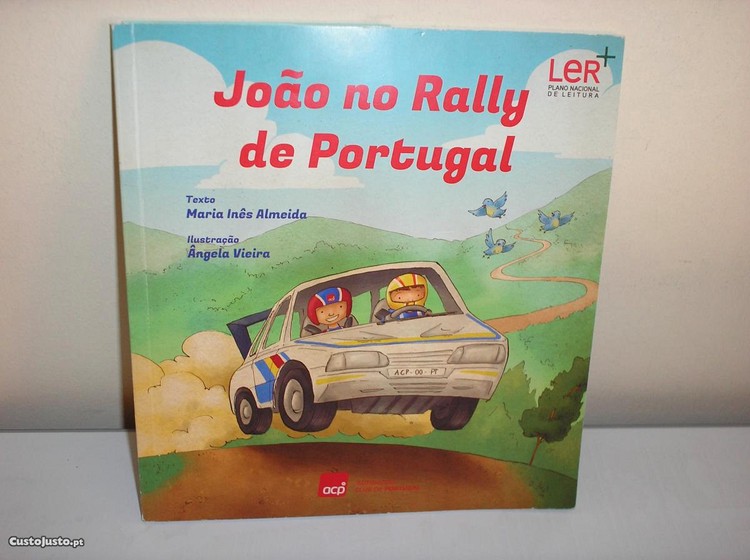 João no Rally
de Portugal
LeR+
PLANO NACIONAL
DE LEITURA
Texto
Maria Inês Almeida
Ilustração
Ângela Vieira
ACP-00-PT
acp
CustoJusto.pt